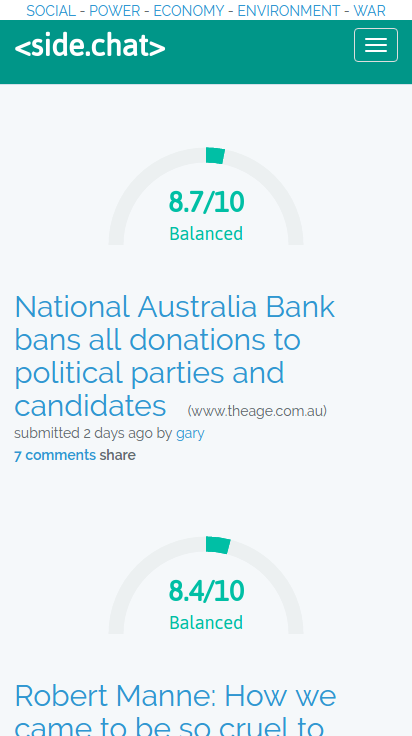 SOCIAL - POWER - ECONOMY - ENVIRONMENT - WAR
<side.chat>
8.7/10
Balanced
National Australia Bank
bans all donations to
political parties and
candidates (www.theage.com.au)
submitted 2 days ago by gary
7 comments share
8.4/10
Balanced
Robert Manne: How we
came to be so cruel to